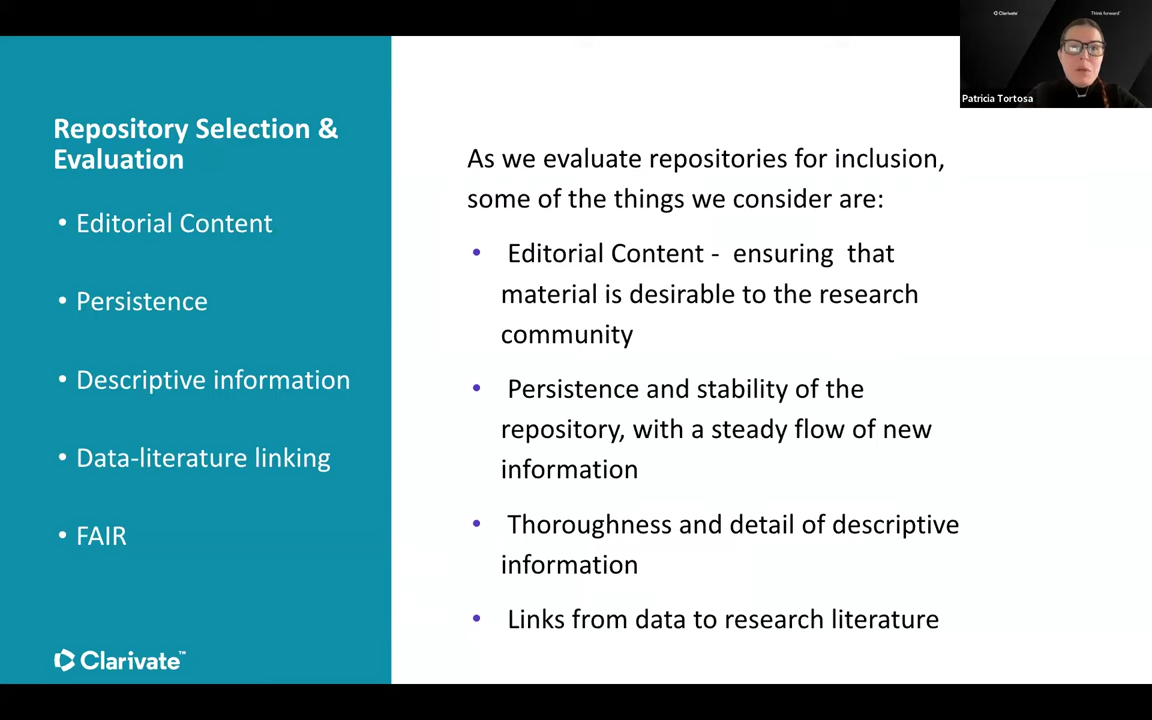 Clarivate
Think forward
Patricia Tortosa
Repository Selection &
Evaluation
• Editorial Content
• Persistence
• Descriptive information
• Data-literature linking
• FAIR
Clarivate™
As we evaluate repositories for inclusion,
some of the things we consider are:
• Editorial Content - ensuring that
material is desirable to the research
community
• Persistence and stability of the
repository, with a steady flow of new
information
• Thoroughness and detail of descriptive
information
• Links from data to research literature